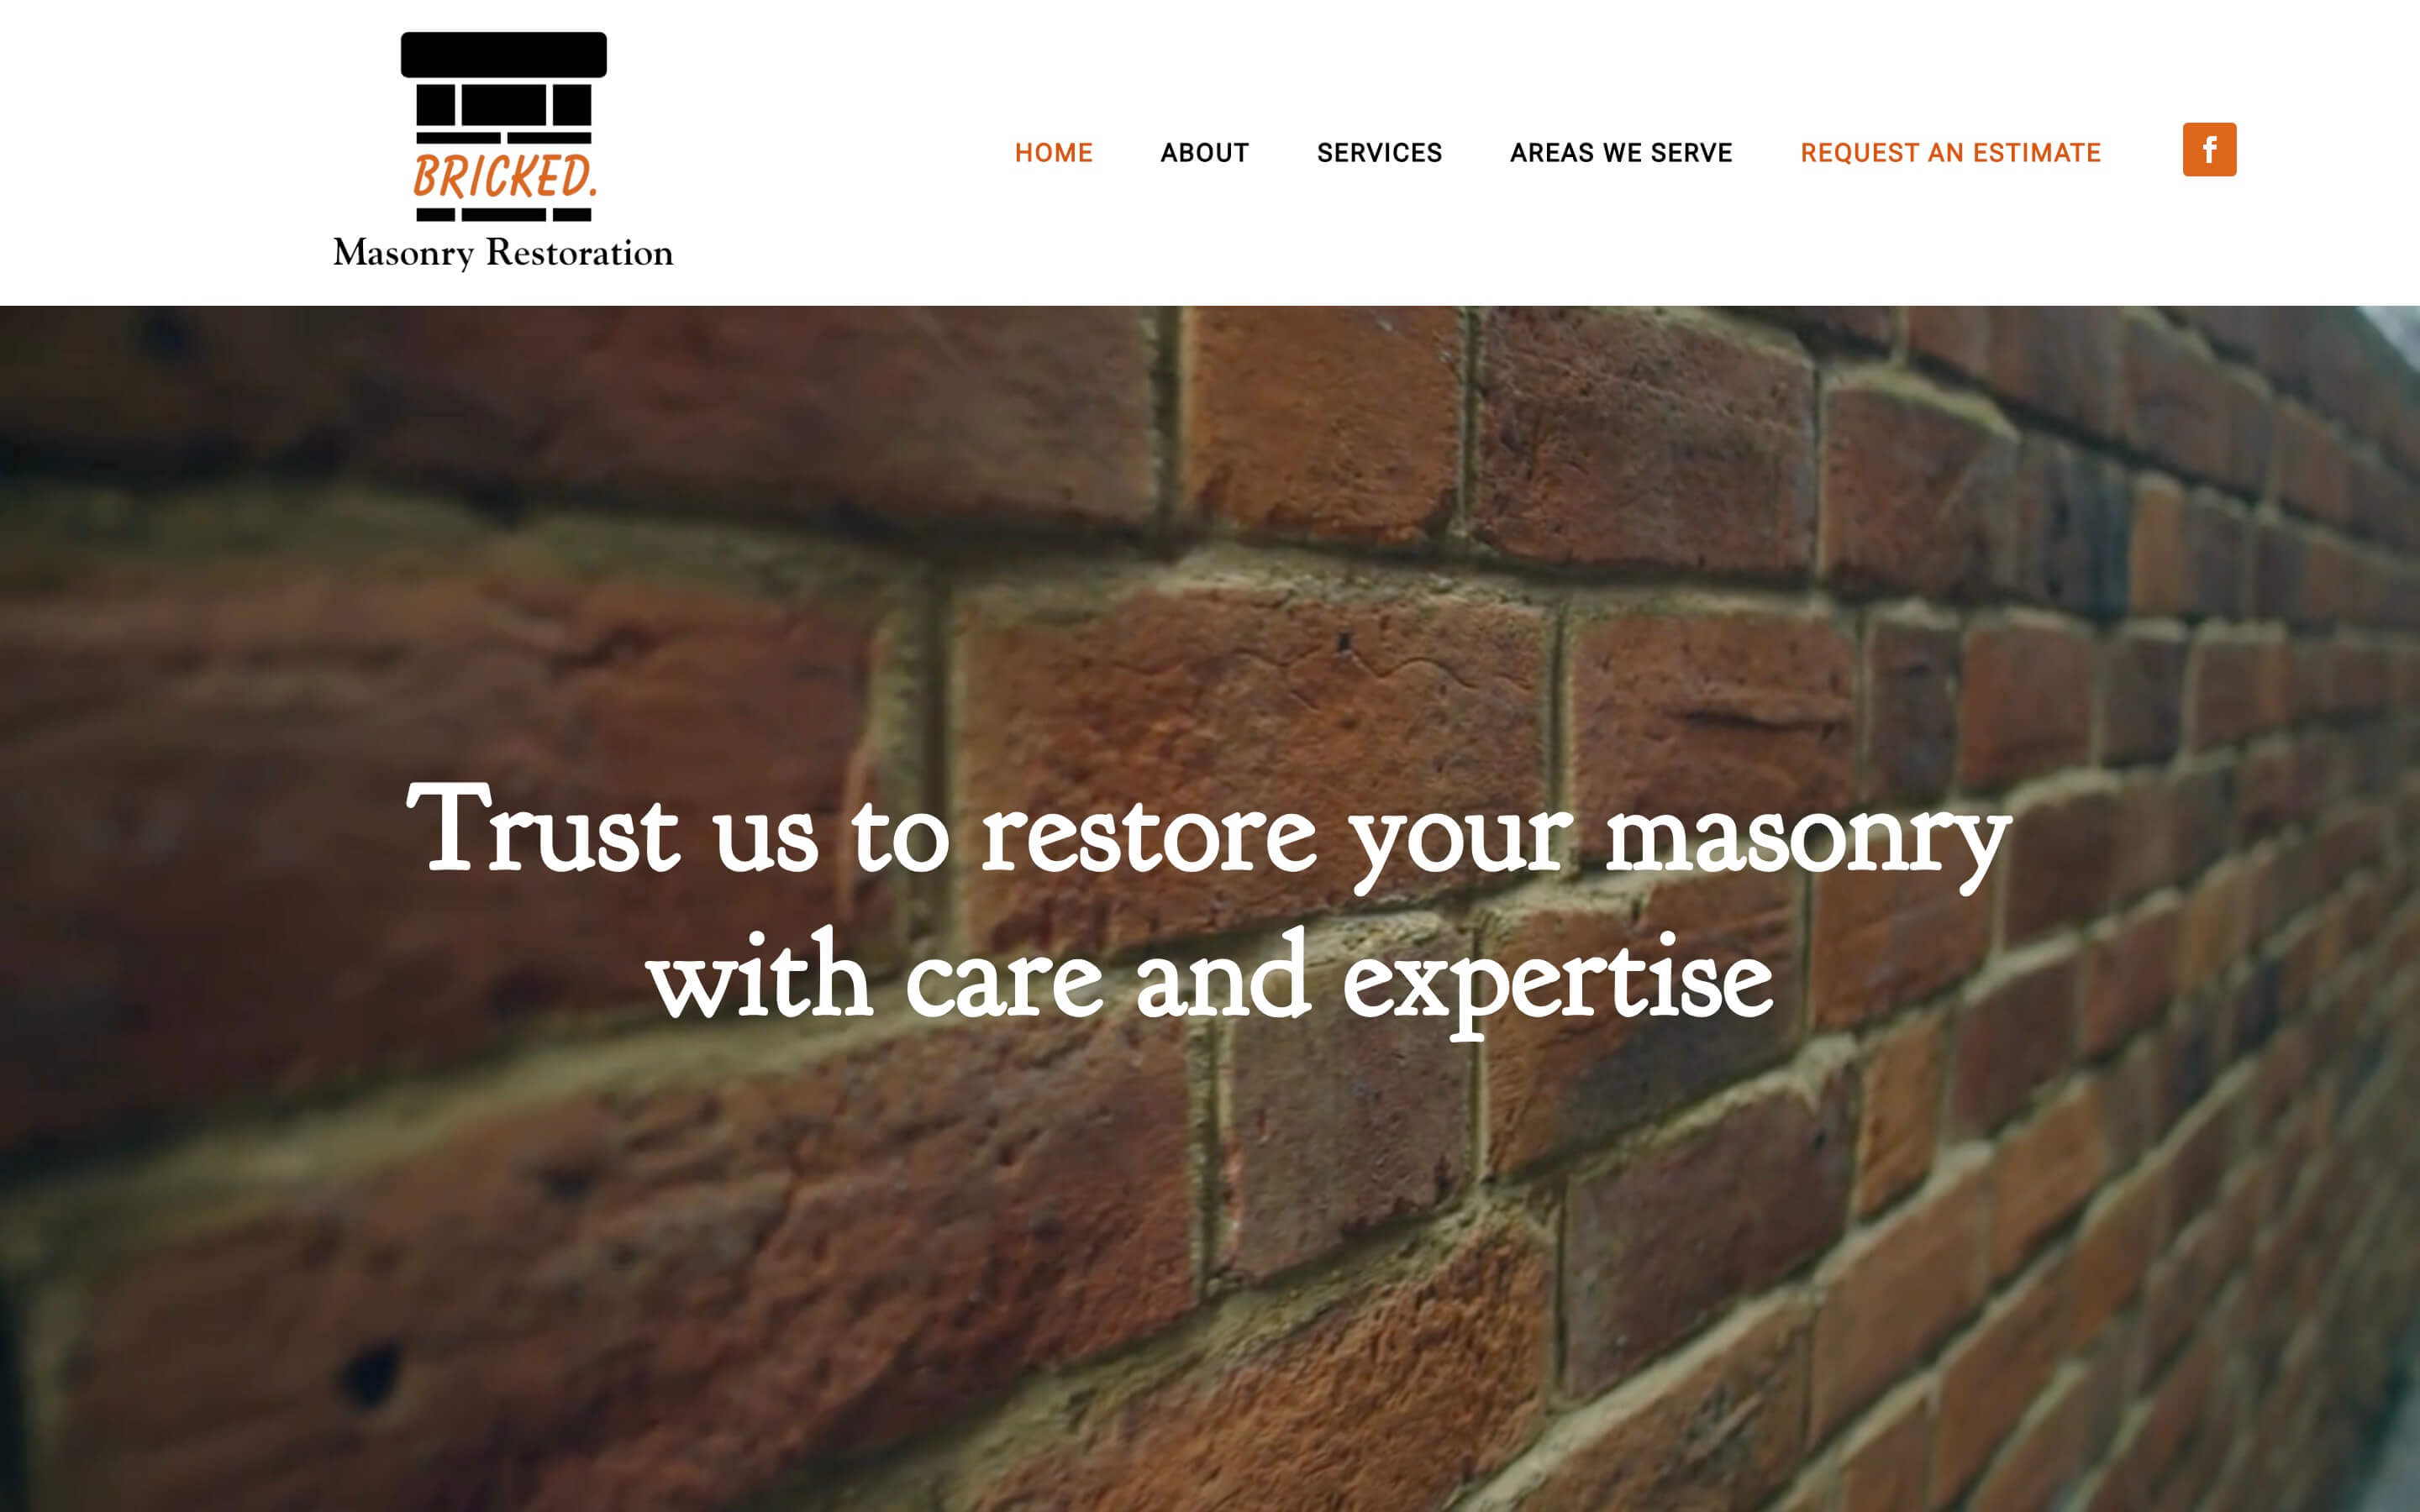 BRICKED.
Masonry Restoration
HOME ABOUT SERVICES AREAS WE SERVE REQUEST AN ESTIMATE f
Trust us to restore your masonry
with care and expertise